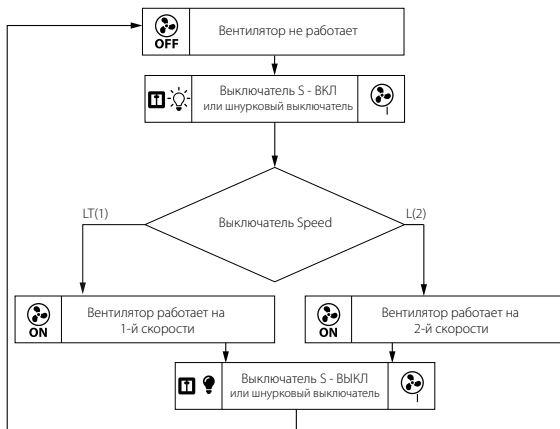 OFF
Вентилятор не работает
Выключатель S - ВКЛ
или шнурковый выключатель
Выключатель Speed
LT(1)
L(2)
ON
Вентилятор работает на
1-й скорости
ON
Вентилятор работает на
2-й скорости
Выключатель S - ВЫКЛ
или шнурковый выключатель